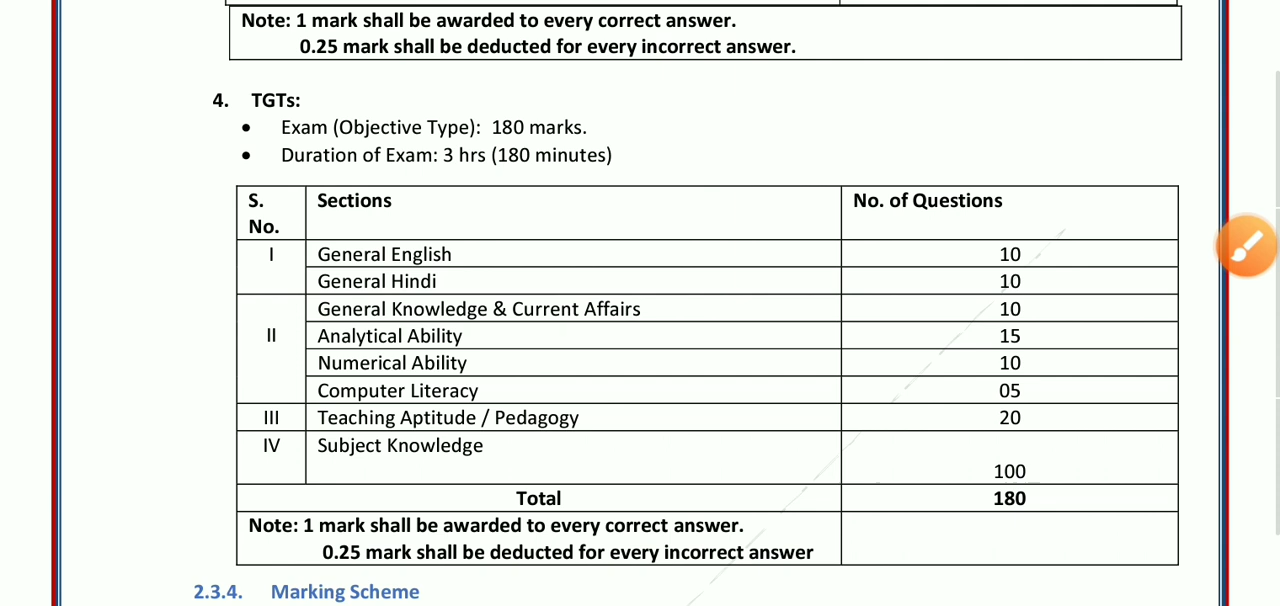 Note: 1 mark shall be awarded to every correct answer.
0.25 mark shall be deducted for every incorrect answer.
4. TGTs:
• Exam (Objective Type): 180 marks.
• Duration of Exam: 3 hrs (180 minutes)
S. No. Sections No. of Questions
I General English 10
General Hindi 10
General Knowledge & Current Affairs 10
II Analytical Ability 15
Numerical Ability 10
Computer Literacy 05
III Teaching Aptitude / Pedagogy 20
IV Subject Knowledge
100
Total 180
Note: 1 mark shall be awarded to every correct answer.
0.25 mark shall be deducted for every incorrect answer
2.3.4. Marking Scheme